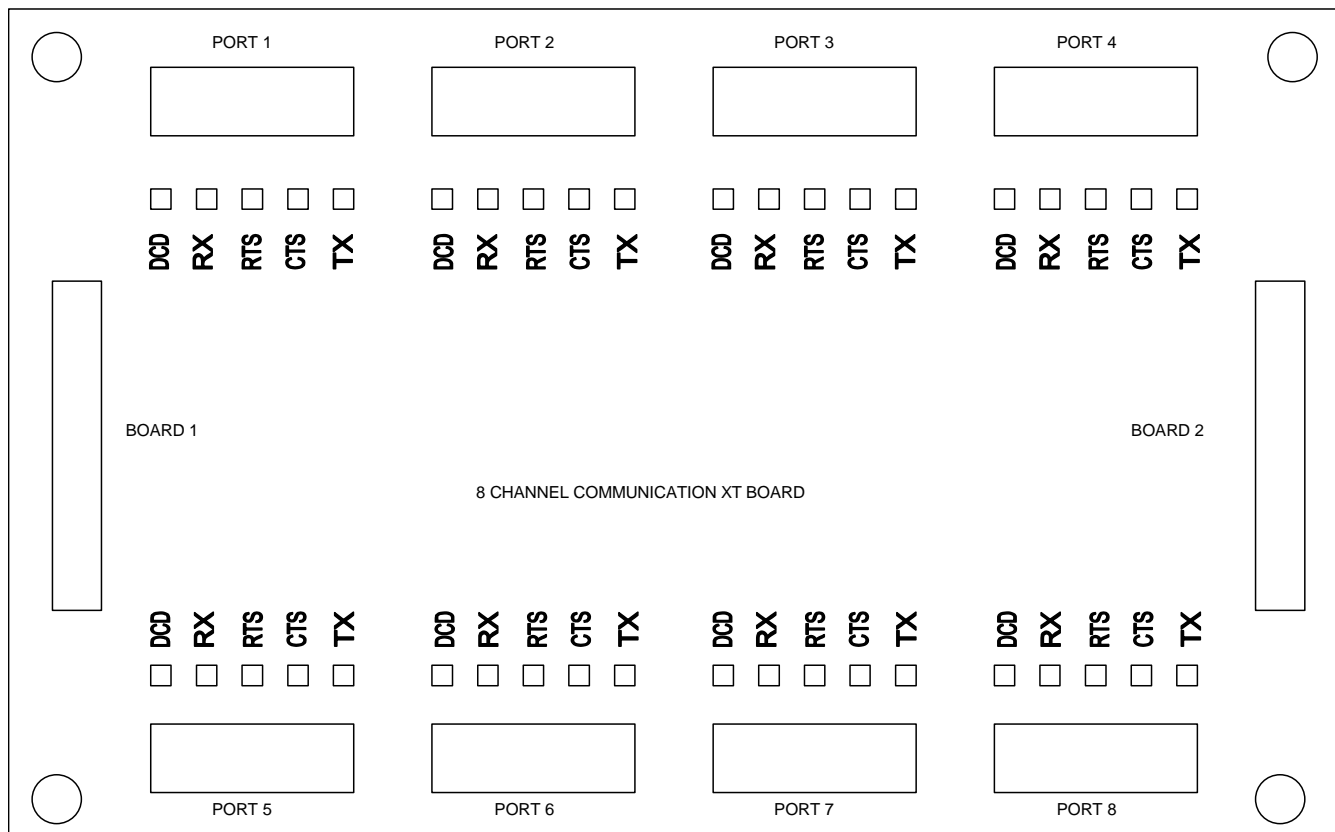 PORT 1 PORT 2 PORT 3 PORT 4
DCD RX RTS CTS TX DCD RX RTS CTS TX DCD RX RTS CTS TX DCD RX RTS CTS TX
BOARD 1 BOARD 2
8 CHANNEL COMMUNICATION XT BOARD
DCD RX RTS CTS TX DCD RX RTS CTS TX DCD RX RTS CTS TX DCD RX RTS CTS TX
PORT 5 PORT 6 PORT 7 PORT 8